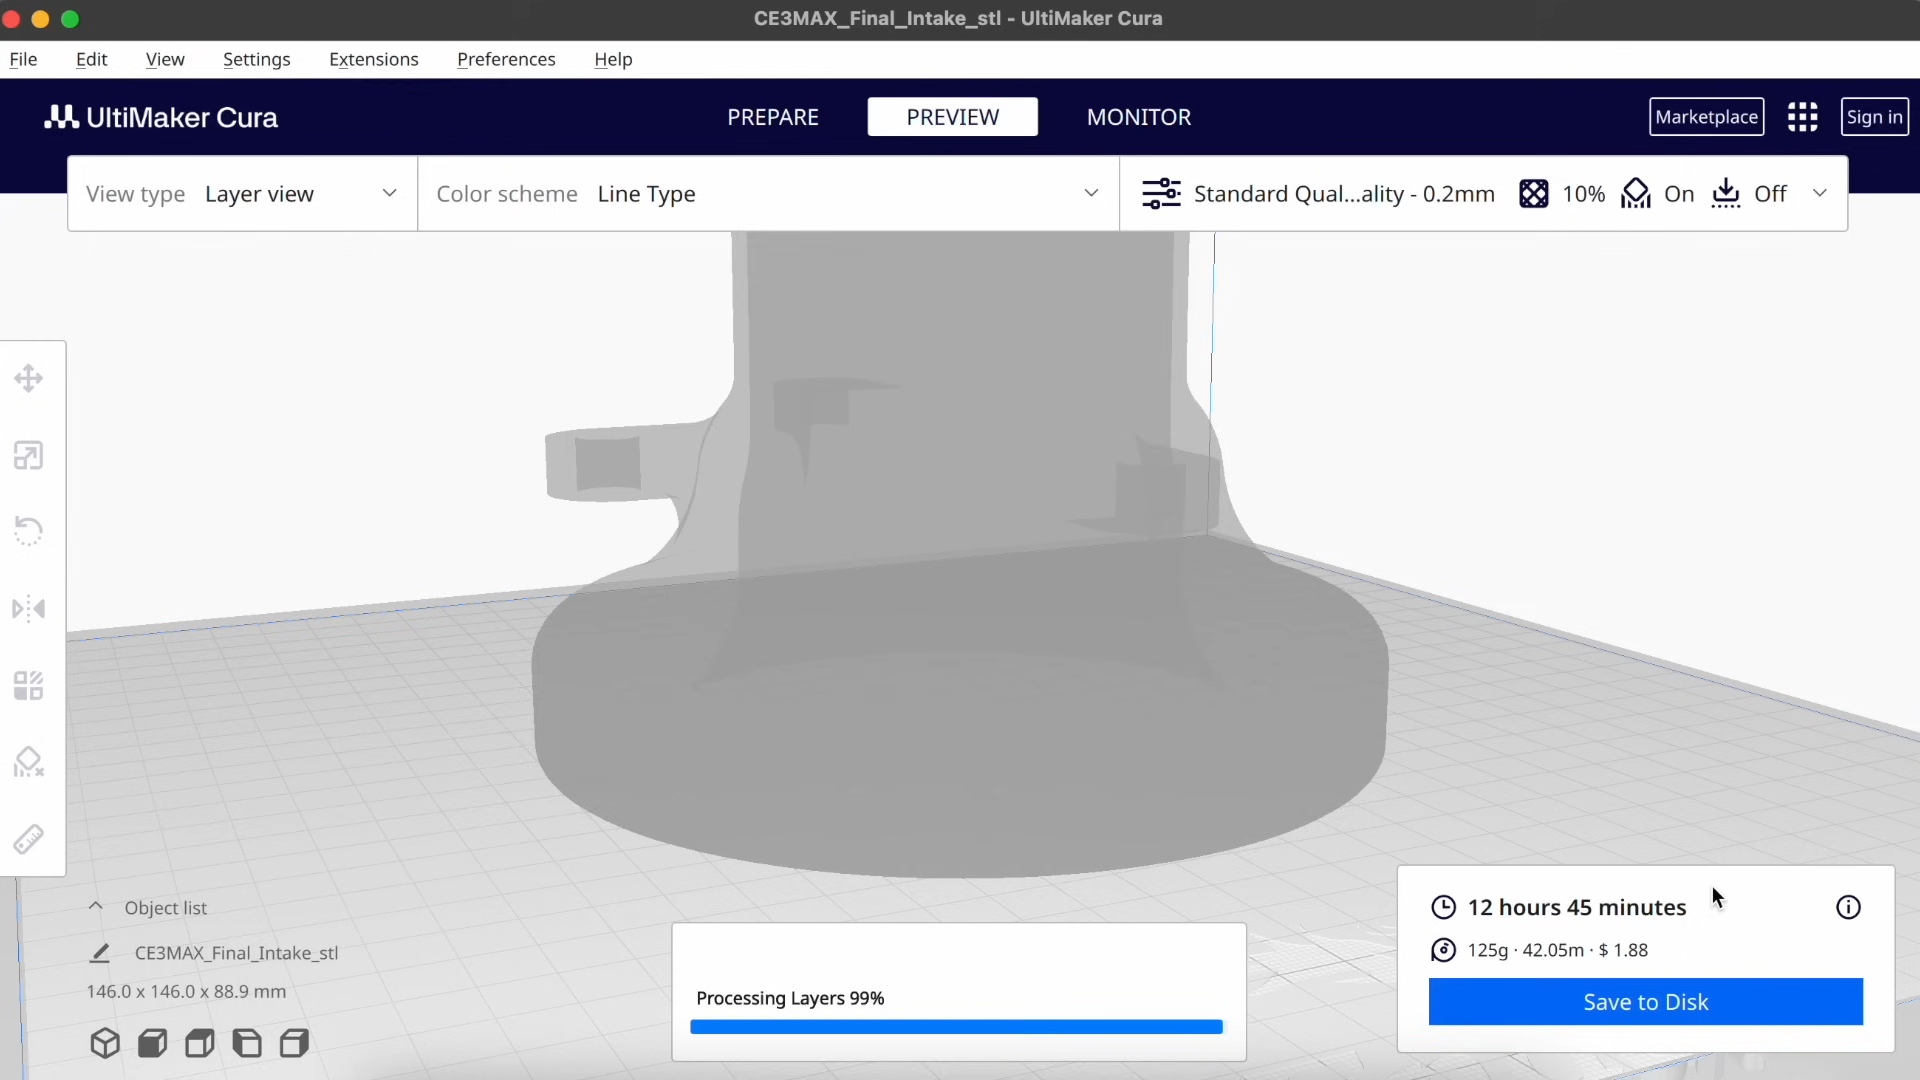 CE3MAX_Final_Intake_stl - UltiMaker Cura
File Edit View Settings Extensions Preferences Help
UltiMaker Cura PREPARE PREVIEW MONITOR Marketplace Sign in
View type Layer view Color scheme Line Type Standard Qual...ality - 0.2mm 10% On Off
Object list
CE3MAX_Final_Intake_stl
146.0 x 146.0 x 88.9 mm
Processing Layers 99%
12 hours 45 minutes
125g · 42.05m · $ 1.88
Save to Disk